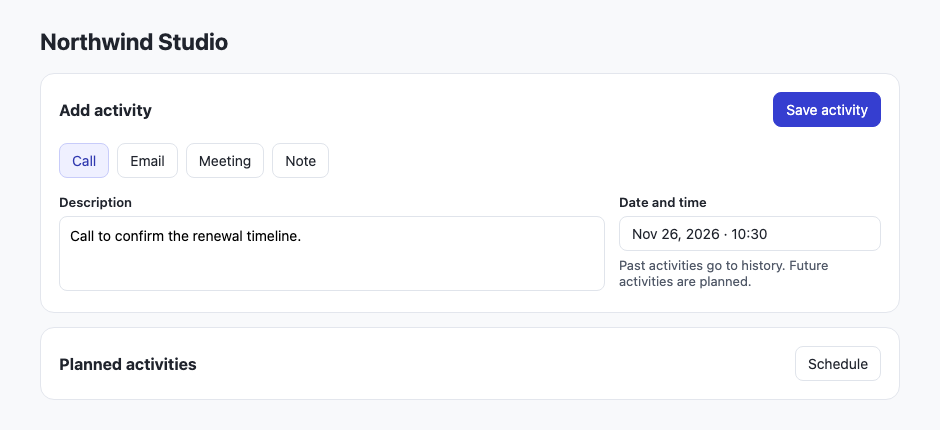 Northwind Studio
Add activity
Save activity
Call
Email
Meeting
Note
Description
Date and time
Call to confirm the renewal timeline.
Nov 26, 2026 · 10:30
Past activities go to history. Future
activities are planned.
Planned activities
Schedule